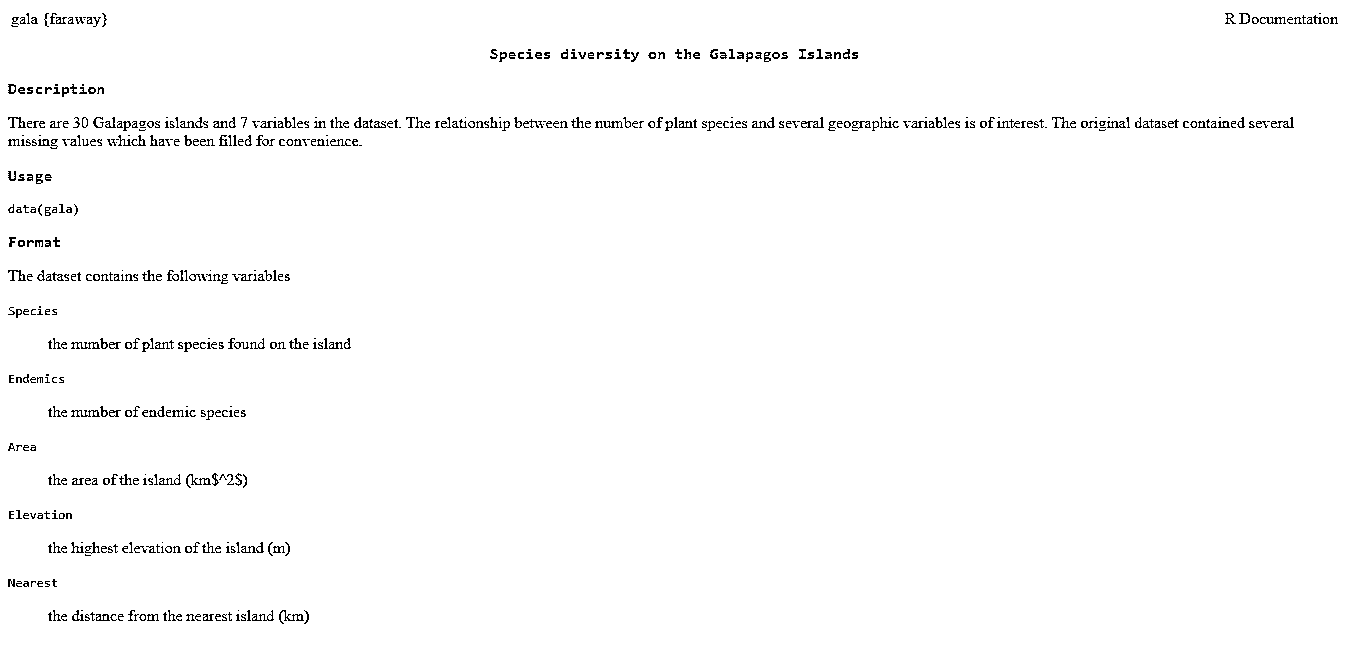 gala {faraway} R Documentation
Species diversity on the Galapagos Islands
Description
There are 30 Galapagos islands and 7 variables in the dataset. The relationship between the number of plant species and several geographic variables is of interest. The original dataset contained several
missing values which have been filled for convenience.
Usage
data(gala)
Format
The dataset contains the following variables
Species
the number of plant species found on the island
Endemics
the number of endemic species
Area
the area of the island (km$^2$)
Elevation
the highest elevation of the island (m)
Nearest
the distance from the nearest island (km)